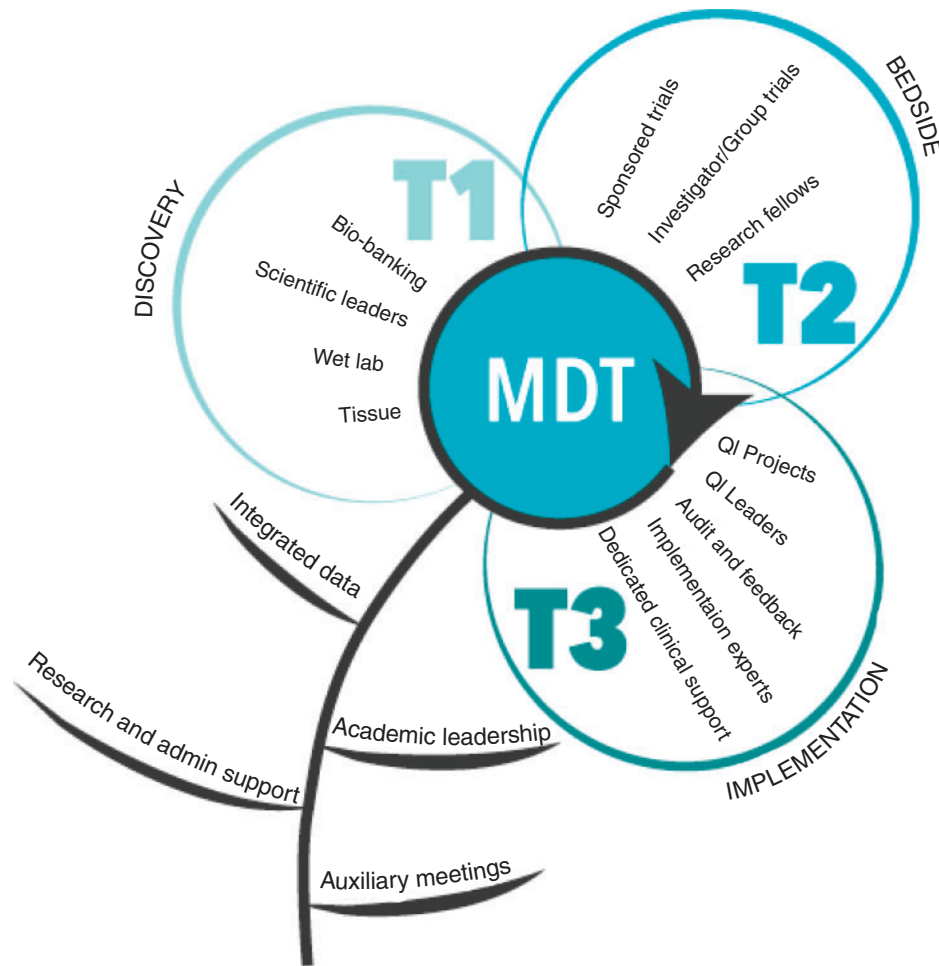 DISCOVERY
T1
Bio-banking
Scientific leaders
Wet lab
Tissue
BEDSIDE
Sponsored trials
Investigator/Group trials
Research fellows
T2
MDT
QI Projects
QI Leaders
Audit and feedback
Implementaion experts
Dedicated clinical support
T3
IMPLEMENTATION
Integrated data
Research and admin support
Academic leadership
Auxiliary meetings